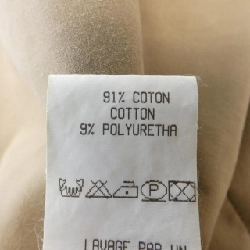 91% COTON
COTTON
9% POLYURETHA
P
LAVAGE PAR UN